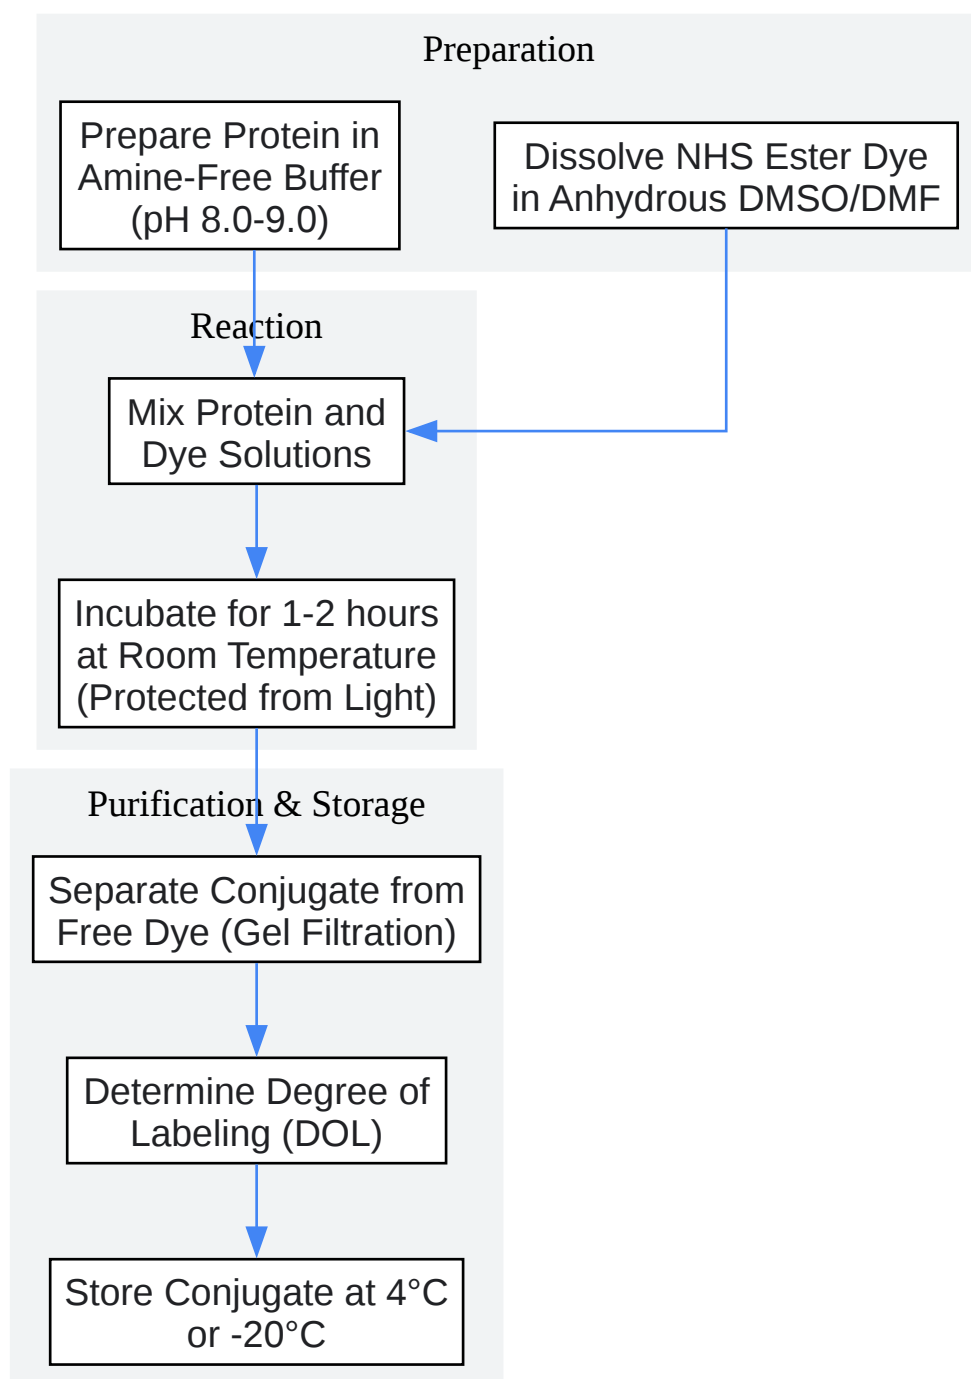 Preparation
Prepare Protein in
Amine-Free Buffer
(pH 8.0-9.0)
Dissolve NHS Ester Dye
in Anhydrous DMSO/DMF
Reaction
Mix Protein and
Dye Solutions
Incubate for 1-2 hours
at Room Temperature
(Protected from Light)
Purification & Storage
Separate Conjugate from
Free Dye (Gel Filtration)
Determine Degree of
Labeling (DOL)
Store Conjugate at 4°C
or -20°C